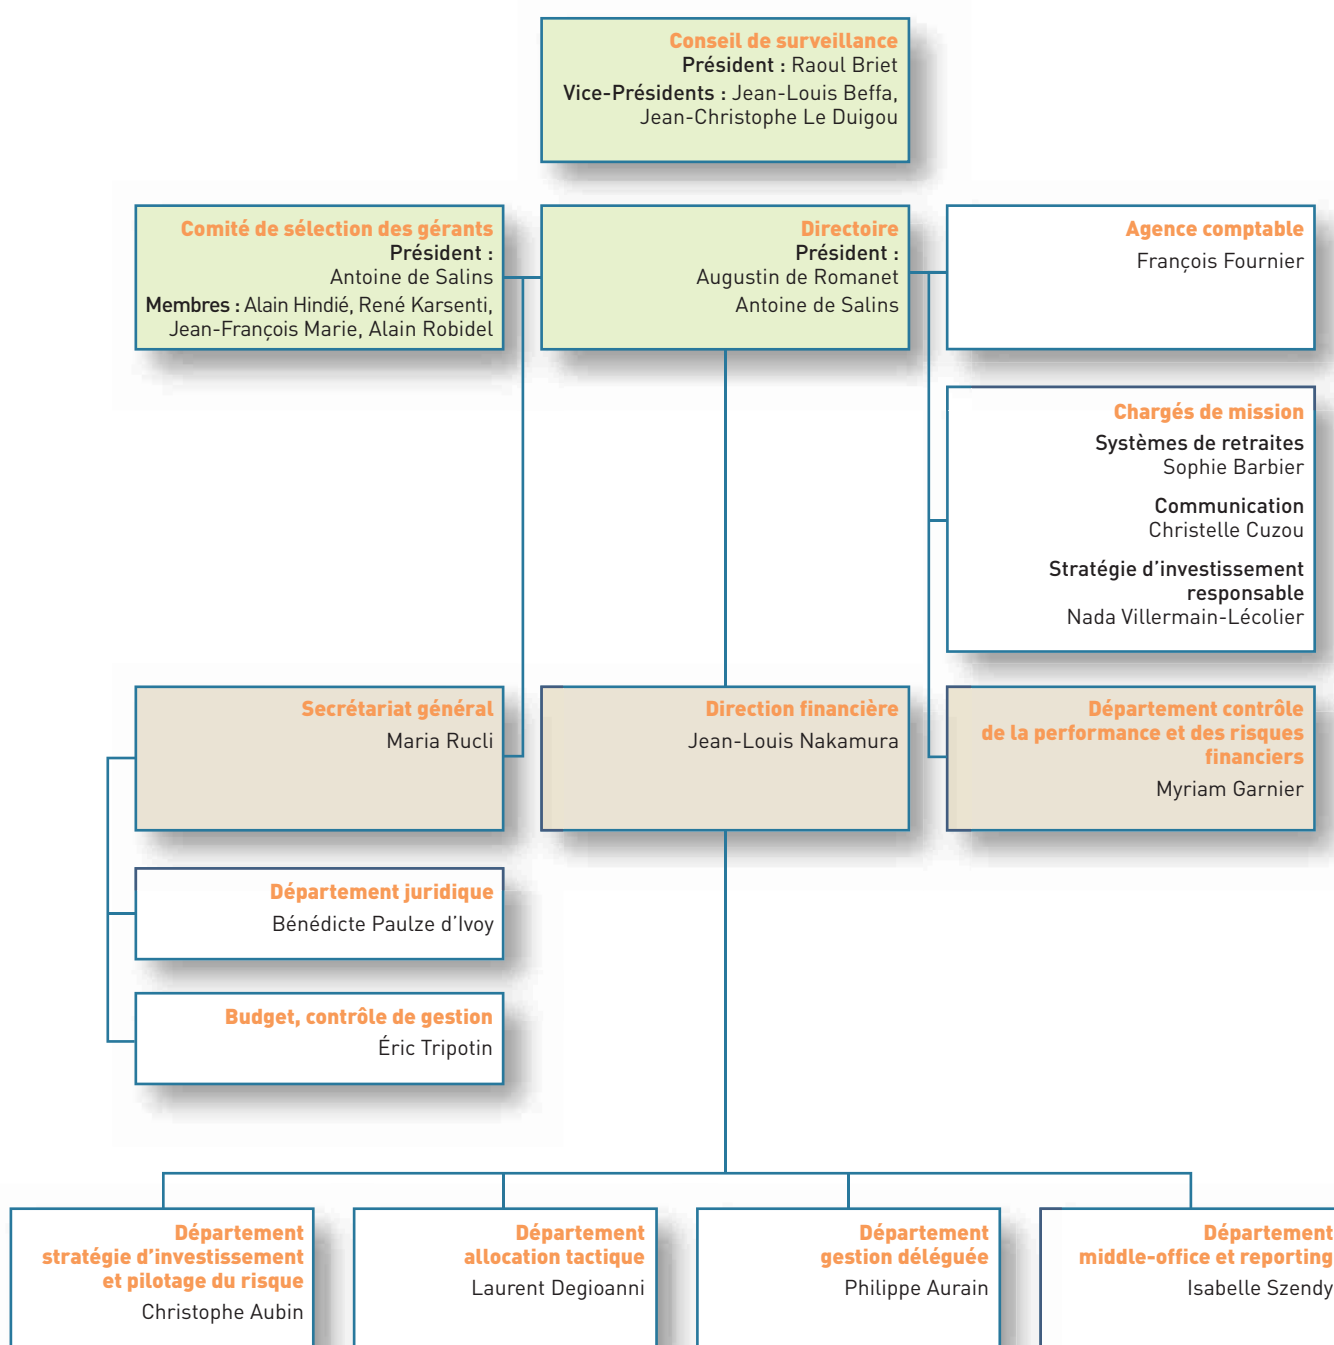 Conseil de surveillance
Président : Raoul Briet
Vice-Présidents : Jean-Louis Beffa,
Jean-Christophe Le Duigou
Comité de sélection des gérants
Président :
Antoine de Salins
Membres : Alain Hindié, René Karsenti,
Jean-François Marie, Alain Robidel
Directoire
Président :
Augustin de Romanet
Antoine de Salins
Agence comptable
François Fournier
Chargés de mission
Systèmes de retraites
Sophie Barbier
Communication
Christelle Cuzou
Stratégie d’investissement
responsable
Nada Villermain-Lécolier
Secrétariat général
Maria Rucli
Direction financière
Jean-Louis Nakamura
Département contrôle
de la performance et des risques
financiers
Myriam Garnier
Département juridique
Bénédicte Paulze d’Ivoy
Budget, contrôle de gestion
Éric Tripotin
Département
stratégie d’investissement
et pilotage du risque
Christophe Aubin
Département
allocation tactique
Laurent Degioanni
Département
gestion déléguée
Philippe Aurain
Département
middle-office et reporting
Isabelle Szendy